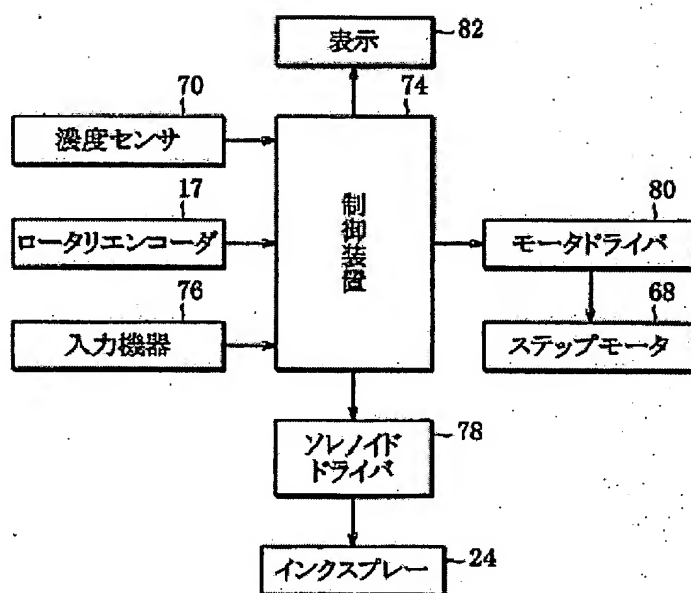 表示
82
70
濃度センサ
74
制御装置
17
ロータリエンコーダ
80
モータドライバ
76
入力機器
68
ステップモータ
ソレノイド
ドライバ
78
インクスプレー
24